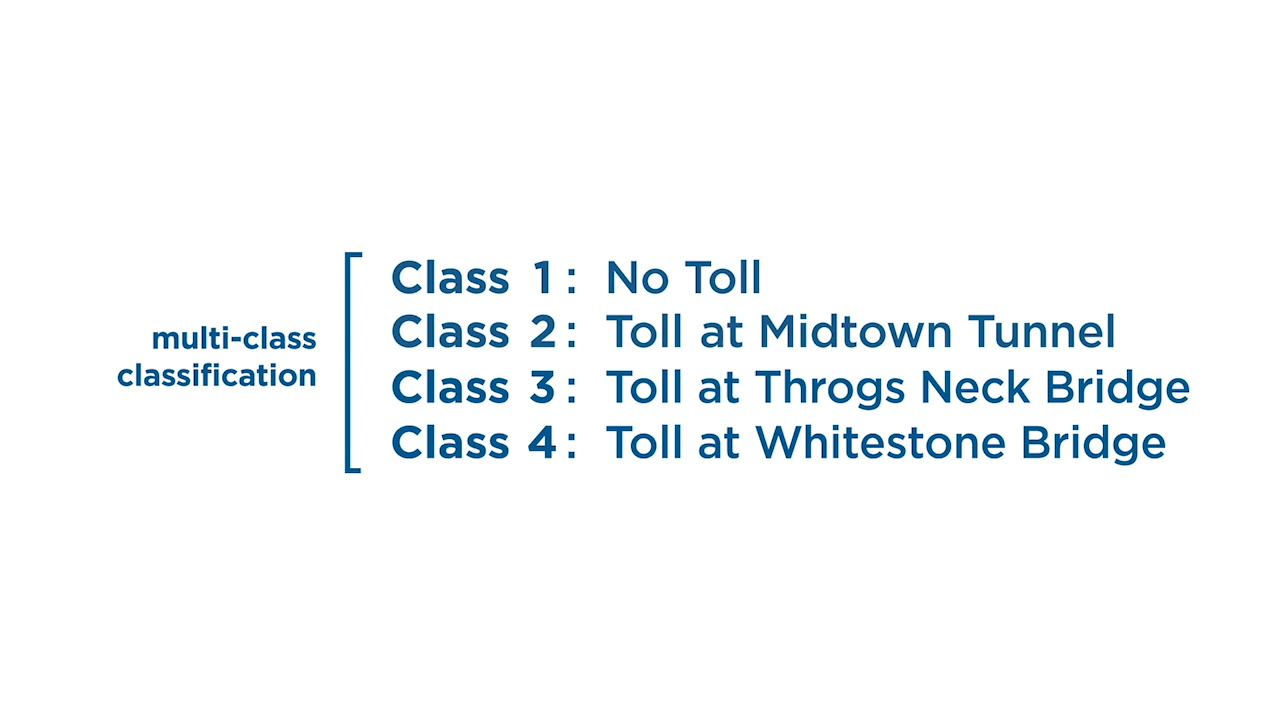 multi-class
classification
Class 1: No Toll
Class 2: Toll at Midtown Tunnel
Class 3: Toll at Throgs Neck Bridge
Class 4: Toll at Whitestone Bridge